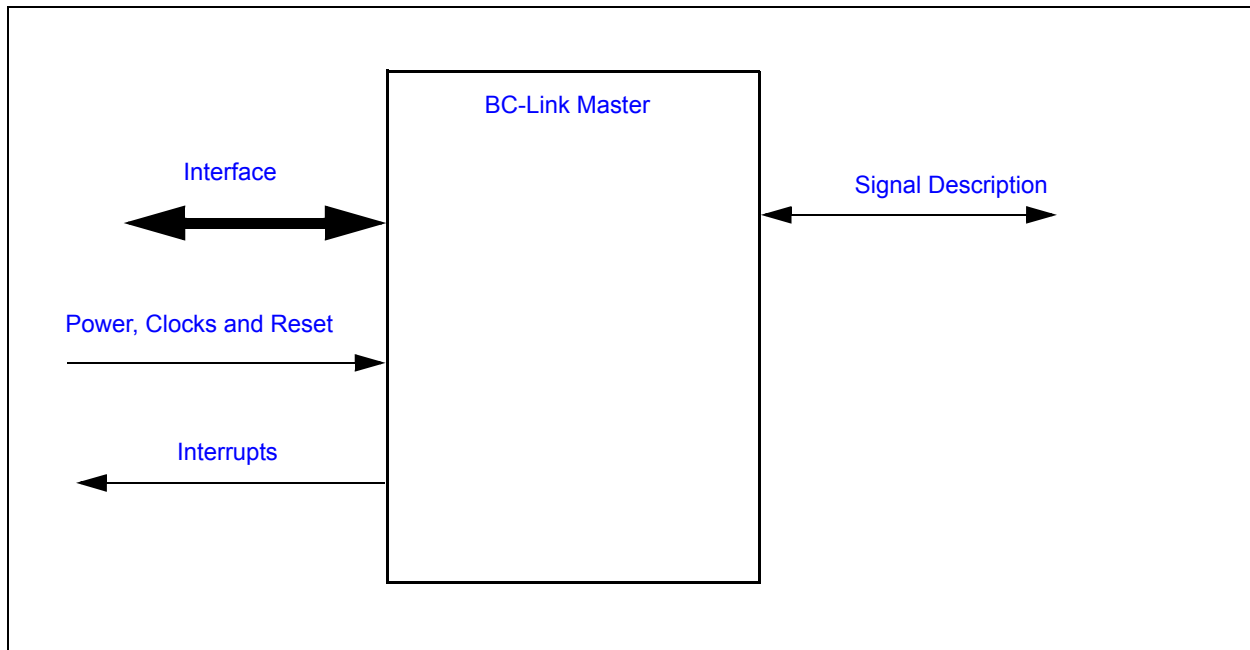 BC-Link Master
Interface
Signal Description
Power, Clocks and Reset
Interrupts